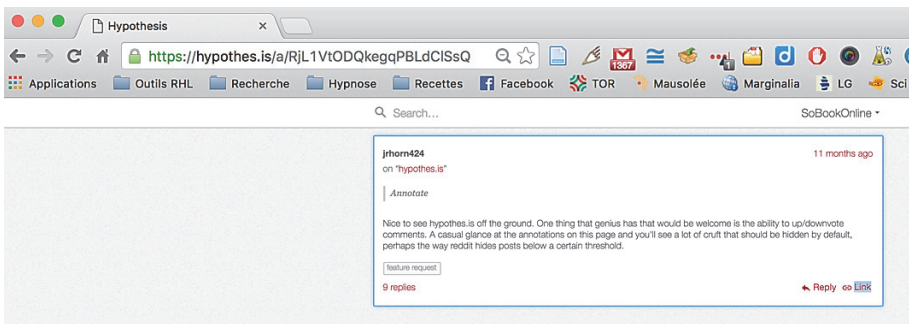 Hypothesis
https://hypothes.is/a/RjL1VtODQkegqPBLdClSsQ
1367
Applications Outils RHL Recherche Hypnose Recettes Facebook TOR Mausolée Marginalia LG Sci
Search... SoBookOnline
jrhorn424 11 months ago
on "hypothes.is"
Annotate
Nice to see hypothes.is off the ground. One thing that genius has that would be welcome is the ability to up/downvote
comments. A casual glance at the annotations on this page and you'll see a lot of cruft that should be hidden by default,
perhaps the way reddit hides posts below a certain threshold.
feature request
9 replies Reply Link